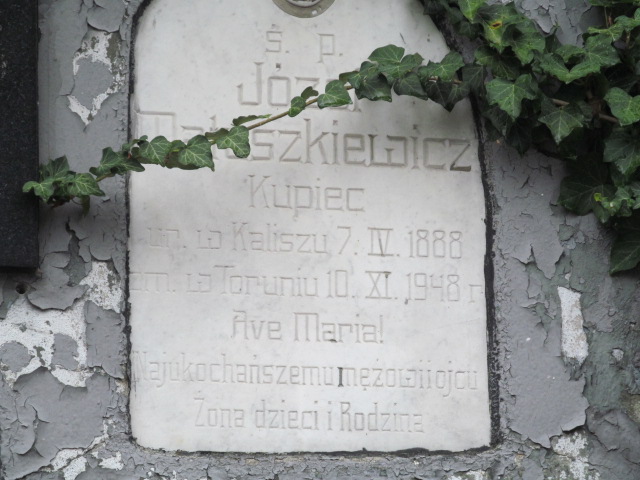 ś. p.
Józef
Kupiec
ur. w Kaliszu 7. IV. 1888
zm. w Toruniu 10. XI. 1948 r
Ave Maria!
Najukochańszemu mężowi i ojcu
Żona dzieci i Rodzina